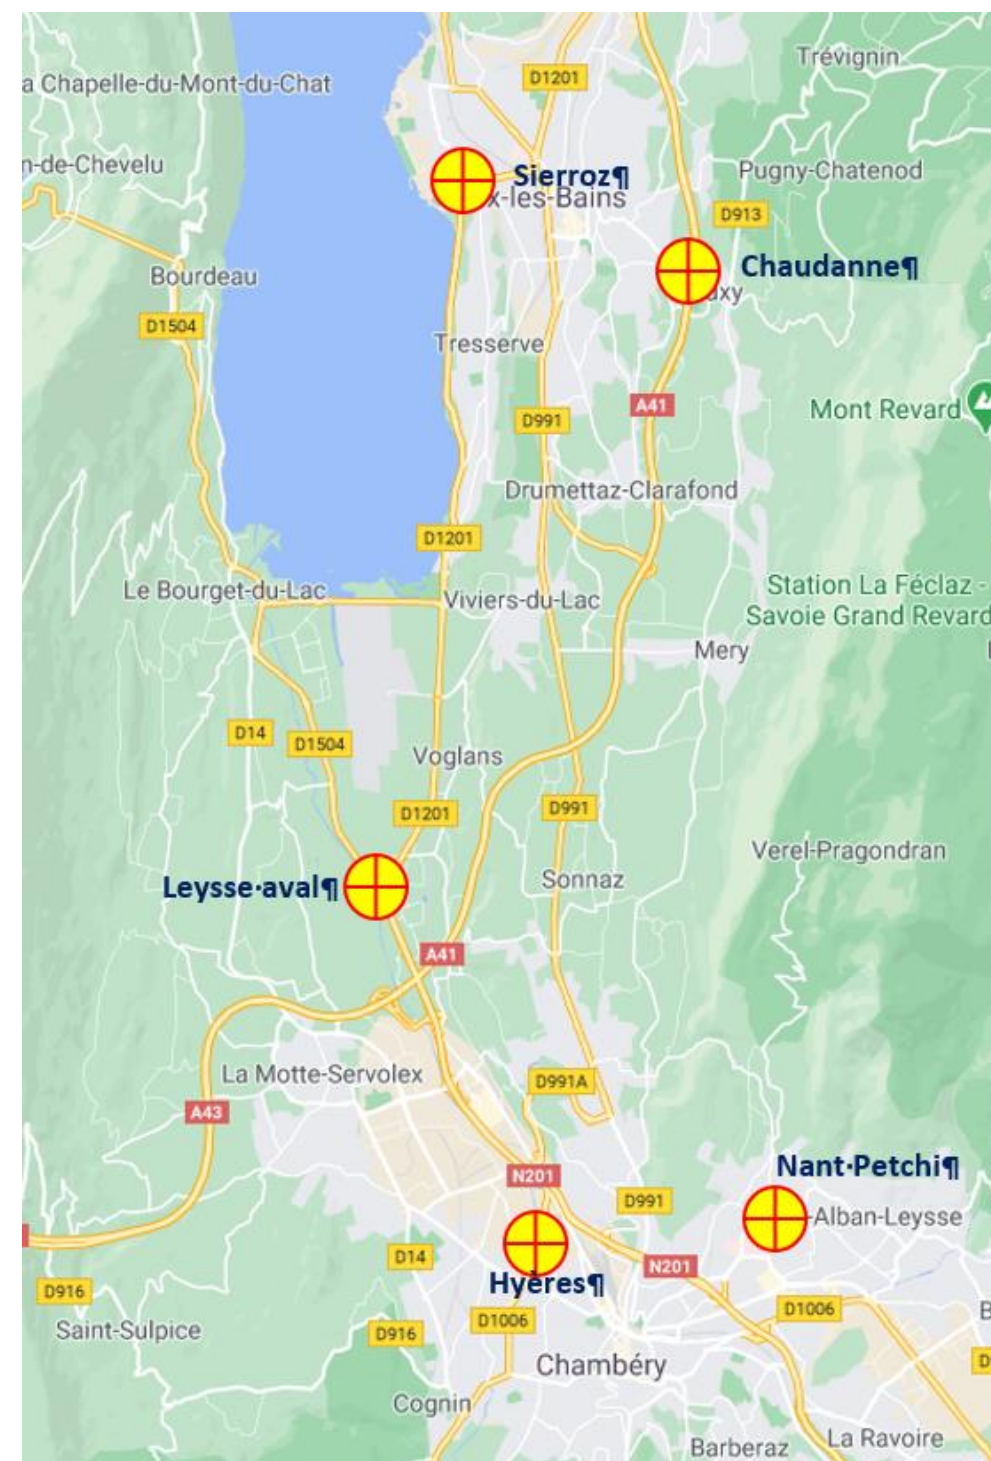 D1201
Trévignin
a Chapelle-du-Mont-du-Chat
n-de-Chevelu
Pugny-Chatenod
Sierroz¶
x-les-Bains
D913
Chaudanne¶
Bourdeau
uxy
D1504
Tresserve
A41
Mont Revard
D991
Drumettaz-Clarafond
D1201
Station La Féclaz -
Savoie Grand Revard
Le Bourget-du-Lac
Viviers-du-Lac
Mery
D14
D1504
Voglans
D1201
D991
Verel-Pragondran
Sonnaz
Leysse·aval¶
A41
La Motte-Servolex
D991A
A43
Nant·Petchi¶
N201
D991
-Alban-Leysse
D14
N201
Hyères¶
D916
D1006
D1006
Saint-Sulpice
D916
B
D
Chambéry
Cognin
La Ravoire
Barberaz